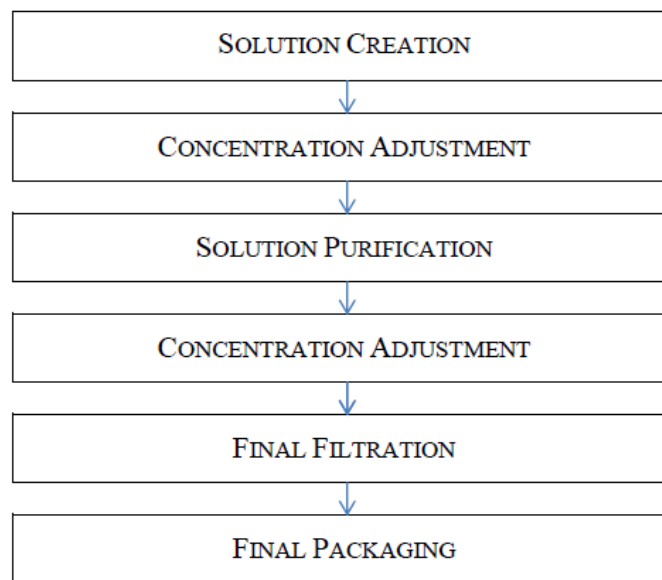 SOLUTION CREATION
CONCENTRATION ADJUSTMENT
SOLUTION PURIFICATION
CONCENTRATION ADJUSTMENT
FINAL FILTRATION
FINAL PACKAGING